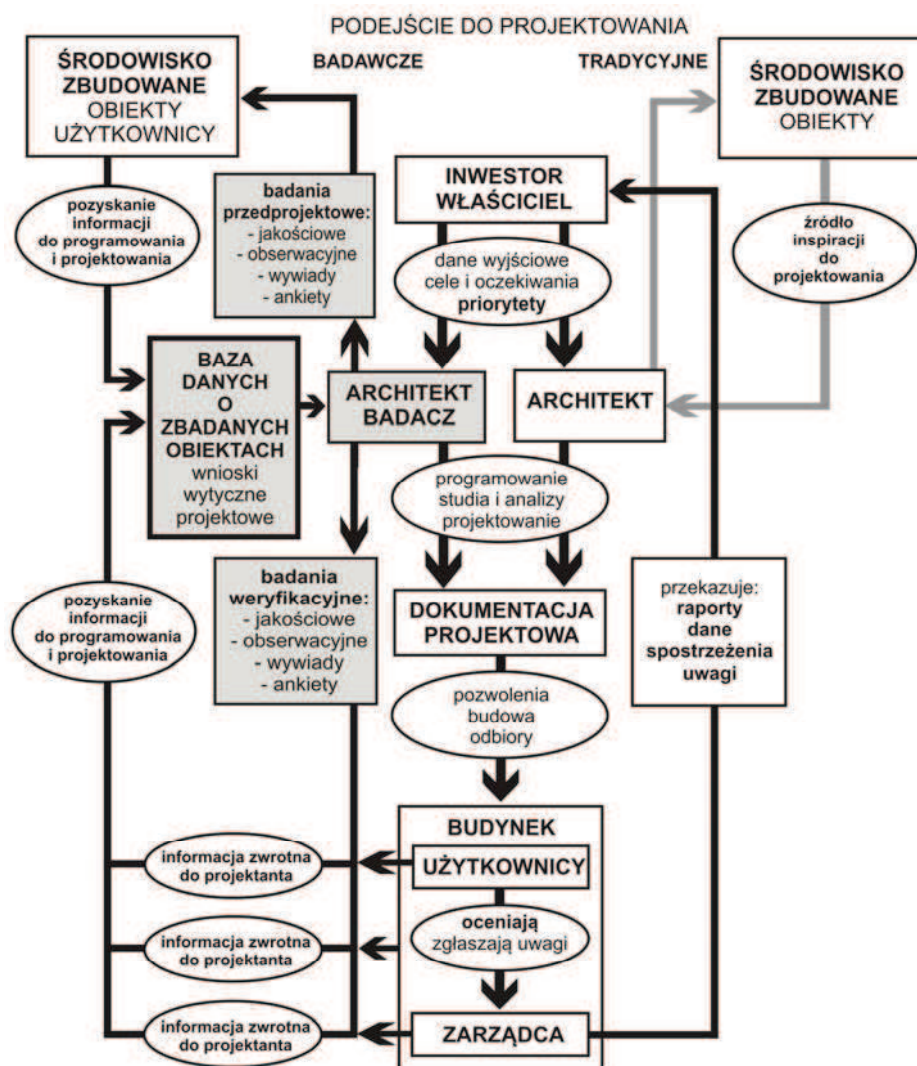 PODEJŚCIE DO PROJEKTOWANIA
BADAWCZE
TRADYCYJNE
ŚRODOWISKO
ZBUDOWANE
OBIEKTY
UŻYTKOWNICY
ŚRODOWISKO
ZBUDOWANE
OBIEKTY
pozyskanie
informacji
do programowania
i projektowania
badania
przedprojektowe:
- jakościowe
- obserwacyjne
- wywiady
- ankiety
INWESTOR
WŁAŚCICIEL
dane wyjściowe
cele i oczekiwania
priorytety
źródło
inspiracji
do
projektowania
BAZA
DANYCH
O
ZBADANYCH
OBIEKTACH
wnioski
wytyczne
projektowe
ARCHITEKT
BADACZ
ARCHITEKT
programowanie
studia i analizy
projektowanie
pozyskanie
informacji
do programowania
i projektowania
badania
weryfikacyjne:
- jakościowe
- obserwacyjne
- wywiady
- ankiety
DOKUMENTACJA
PROJEKTOWA
przekazuje:
raporty
dane
spostrzeżenia
uwagi
pozwolenia
budowa
odbiory
BUDYNEK
UŻYTKOWNICY
informacja zwrotna
do projektanta
oceniają
zgłaszają uwagi
informacja zwrotna
do projektanta
ZARZĄDCA
informacja zwrotna
do projektanta